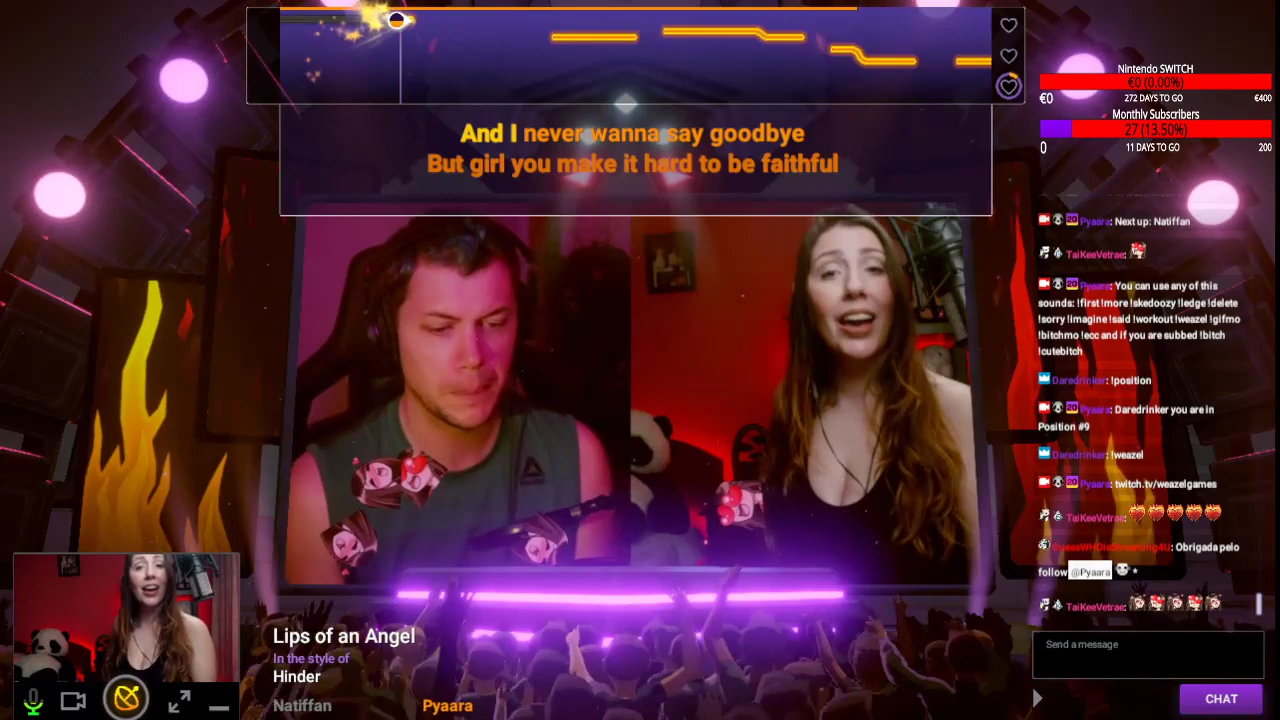 And I never wanna say goodbye
But girl you make it hard to be faithful
Nintendo SWITCH
€0 (0.00%)
€0 272 DAYS TO GO €400
Monthly Subscribers
27 (13.50%)
0 11 DAYS TO GO 200
20 Pyaara: Next up: Natiffan
TaiKeeVetrae:
20 Pyaara: You can use any of this
sounds: !first !more !skedoozy !ledge !delete
!sorry !imagine !said !workout !weazel !gifmo
!bitchmo !ecc and if you are subbed !bitch
!cutebitch
Daredrinker: !position
20 Pyaara: Daredrinker you are in
Position #9
Daredrinker: !weazel
20 Pyaara: twitch.tv/weazelgames
TaiKeeVetrae:
GuessWHOisScreaming4U: Obrigada pelo
follow @Pyaara
TaiKeeVetrae:
Send a message
CHAT
Lips of an Angel
In the style of
Hinder
Natiffan Pyaara